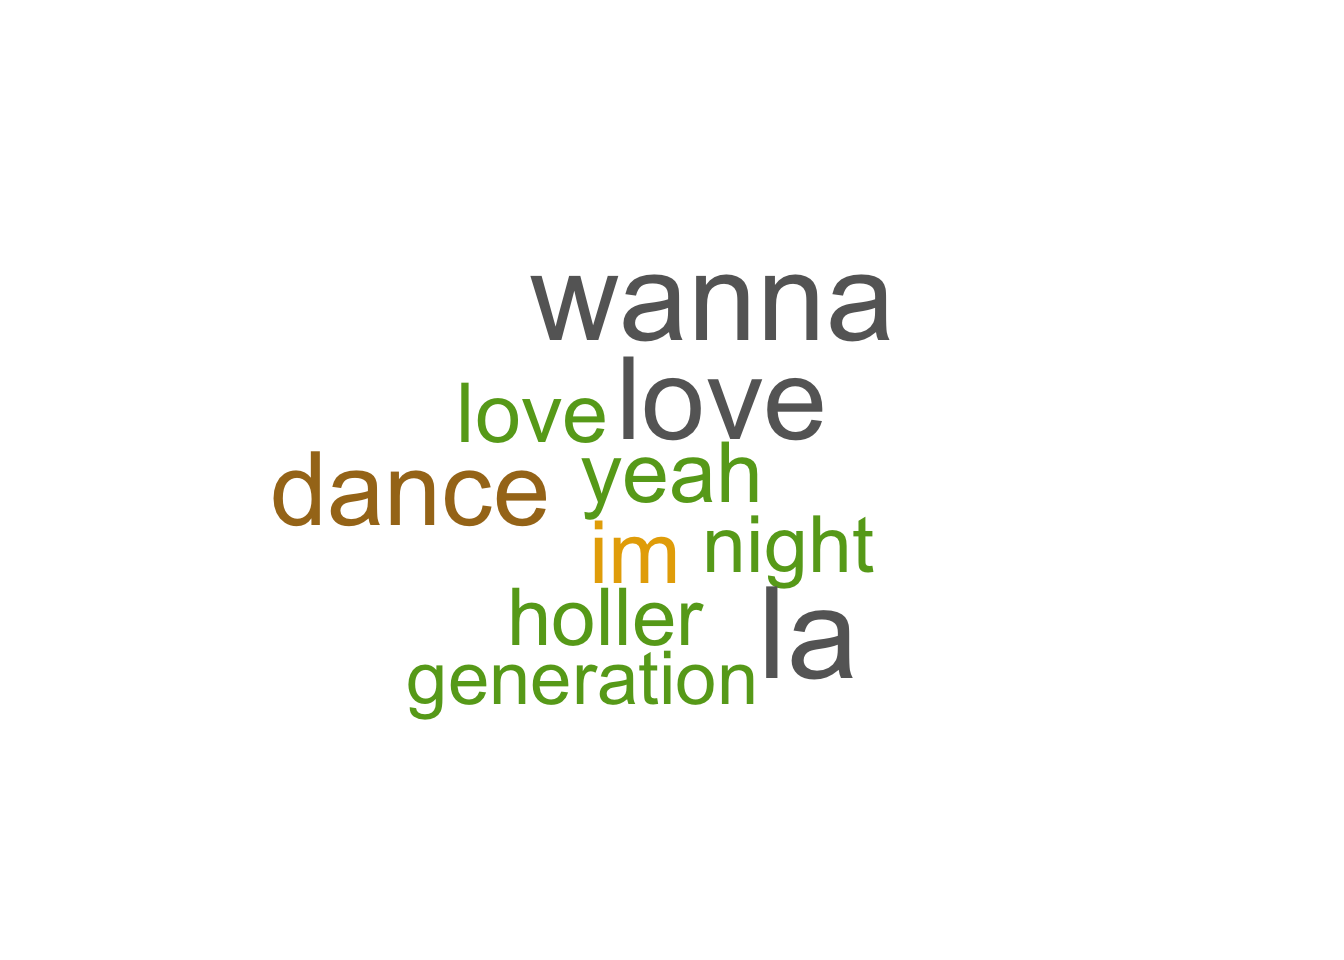 wanna
love love
dance yeah
im night
holler la
generation